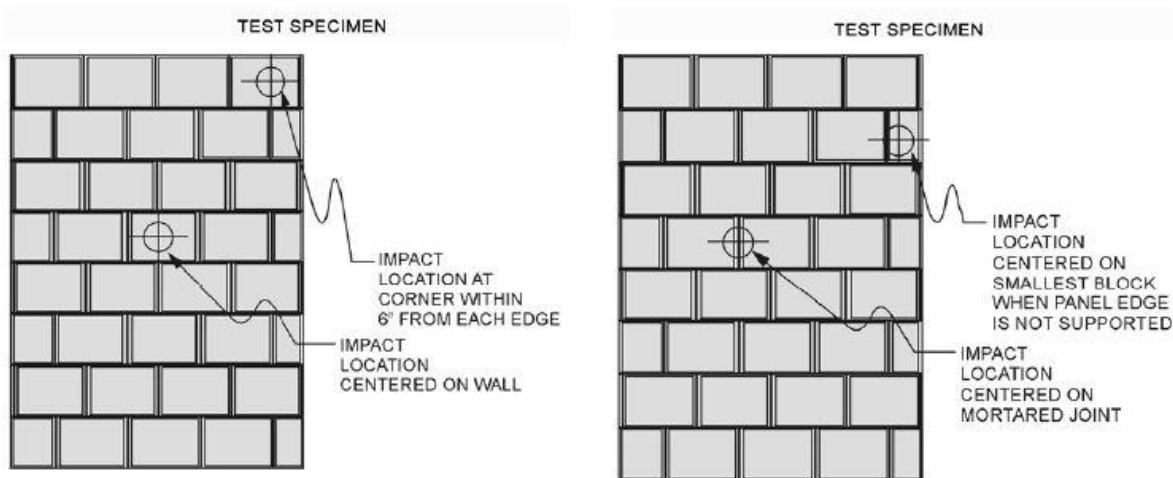 TEST SPECIMEN
IMPACT
LOCATION AT
CORNER WITHIN
6" FROM EACH EDGE
IMPACT
LOCATION
CENTERED ON WALL
TEST SPECIMEN
IMPACT
LOCATION
CENTERED ON
SMALLEST BLOCK
WHEN PANEL EDGE
IS NOT SUPPORTED
IMPACT
LOCATION
CENTERED ON
MORTARED JOINT